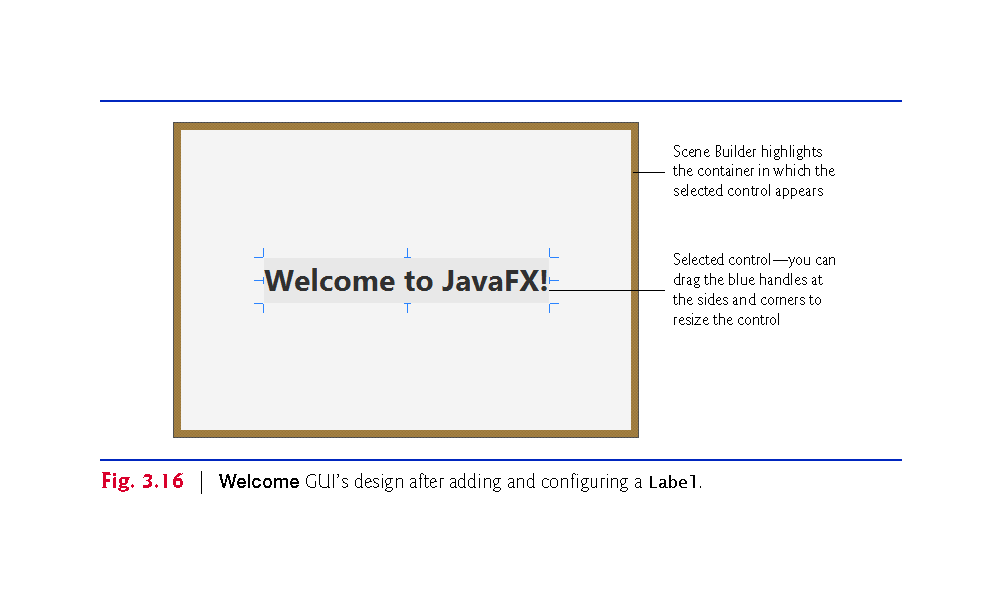 Scene Builder highlights
the container in which the
selected control appears
Welcome to JavaFX!
Selected control—you can
drag the blue handles at
the sides and corners to
resize the control
Fig. 3.16 | Welcome GUI's design after adding and configuring a Label.